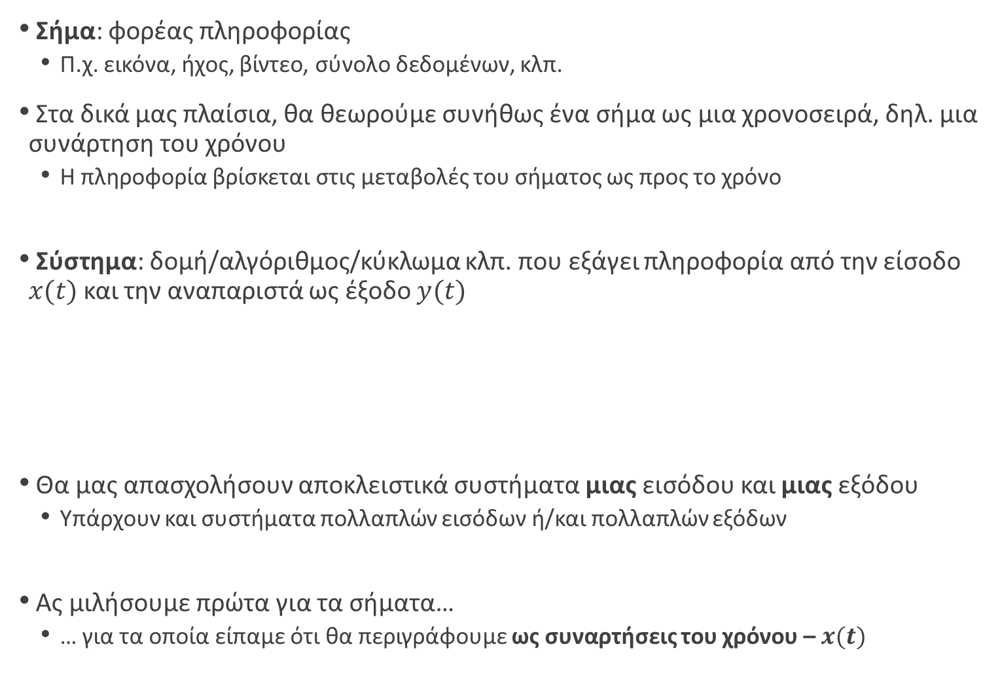 • Σήμα: φορέας πληροφορίας
• Π.χ. εικόνα, ήχος, βίντεο, σύνολο δεδομένων, κλπ.
• Στα δικά μας πλαίσια, θα θεωρούμε συνήθως ένα σήμα ως μια χρονοσειρά, δηλ. μια
συνάρτηση του χρόνου
• Η πληροφορία βρίσκεται στις μεταβολές του σήματος ως προς το χρόνο
• Σύστημα: δομή/αλγόριθμος/κύκλωμα κλπ. που εξάγει πληροφορία από την είσοδο
x(t) και την αναπαριστά ως έξοδο y(t)
• Θα μας απασχολήσουν αποκλειστικά συστήματα μιας εισόδου και μιας εξόδου
• Υπάρχουν και συστήματα πολλαπλών εισόδων ή/και πολλαπλών εξόδων
• Ας μιλήσουμε πρώτα για τα σήματα…
• … για τα οποία είπαμε ότι θα περιγράφουμε ως συναρτήσεις του χρόνου – x(t)